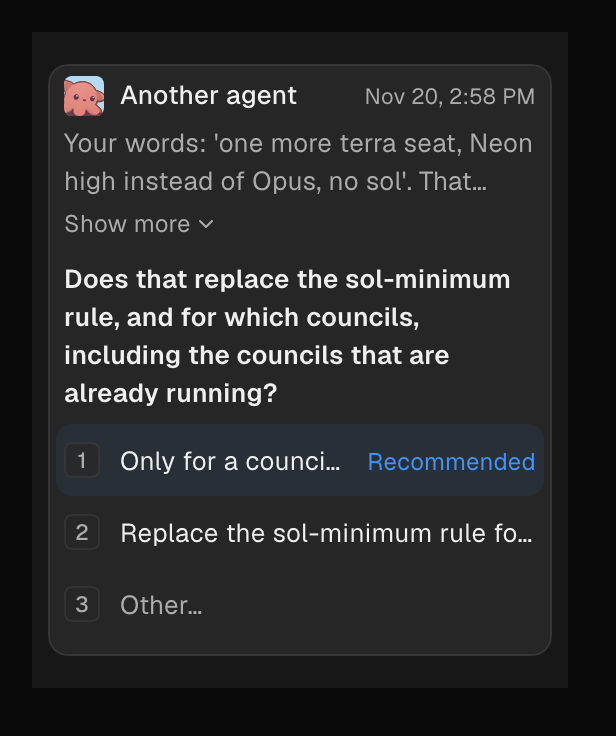 Another agent
Nov 20, 2:58 PM
Your words: 'one more terra seat, Neon
high instead of Opus, no sol'. That...
Show more
Does that replace the sol-minimum
rule, and for which councils,
including the councils that are
already running?
1 Only for a counci... Recommended
2 Replace the sol-minimum rule fo...
3 Other...